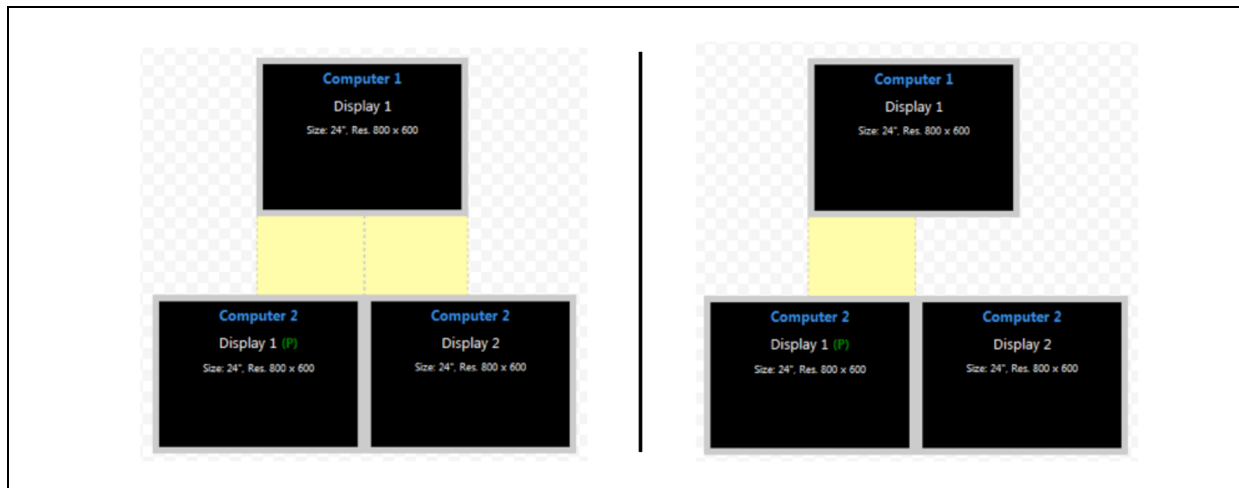 Computer 1
Display 1
Size: 24", Res. 800 x 600
Computer 2
Display 1 (P)
Size: 24", Res. 800 x 600
Computer 2
Display 2
Size: 24", Res. 800 x 600
Computer 1
Display 1
Size: 24", Res. 800 x 600
Computer 2
Display 1 (P)
Size: 24", Res. 800 x 600
Computer 2
Display 2
Size: 24", Res. 800 x 600